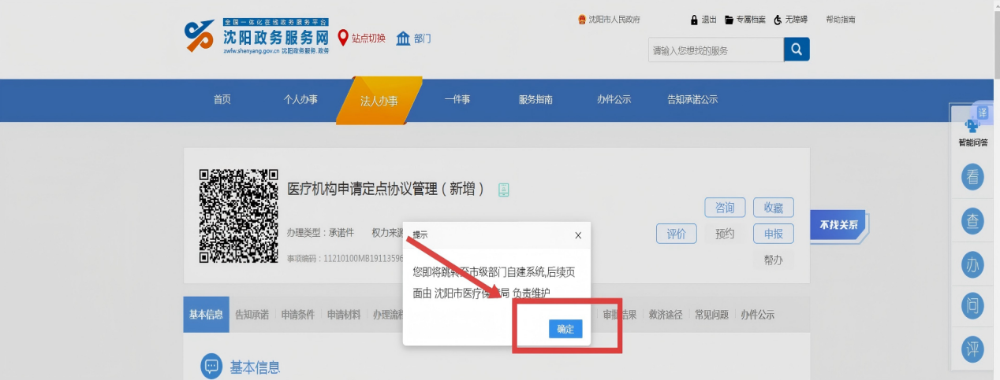 全国一体化在线政务服务平台
沈阳政务服务网
zwfw.shenyang.gov.cn 沈阳政务服务.政务
站点切换
部门
沈阳市人民政府
退出
专属档案
无障碍
帮助指南
请输入您想找的服务
首页
个人办事
法人办事
一件事
服务指南
办件公示
告知承诺公示
译
智能问答
看
查
办
问
评
医疗机构申请定点协议管理（新增）
咨询
收藏
办理类型：承诺件
权力来源
评价
预约
申报
事项编码：11210100MB1911359
帮办
不找关系
提示
X
您即将跳转至市级部门自建系统,后续页
面由 沈阳市医疗保 局 负责维护
确定
基本信息
告知承诺
申请条件
申请材料
办理流程
审批结果
救济途径
常见问题
办件公示
基本信息